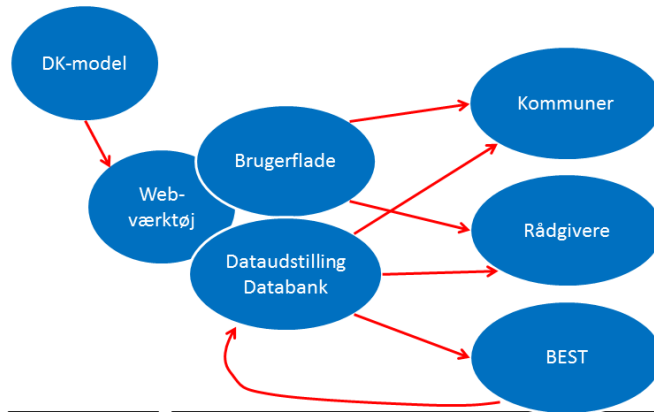 DK-model
Kommuner
Brugerflade
Web-
værktøj
Rådgivere
Dataudstilling
Databank
BEST